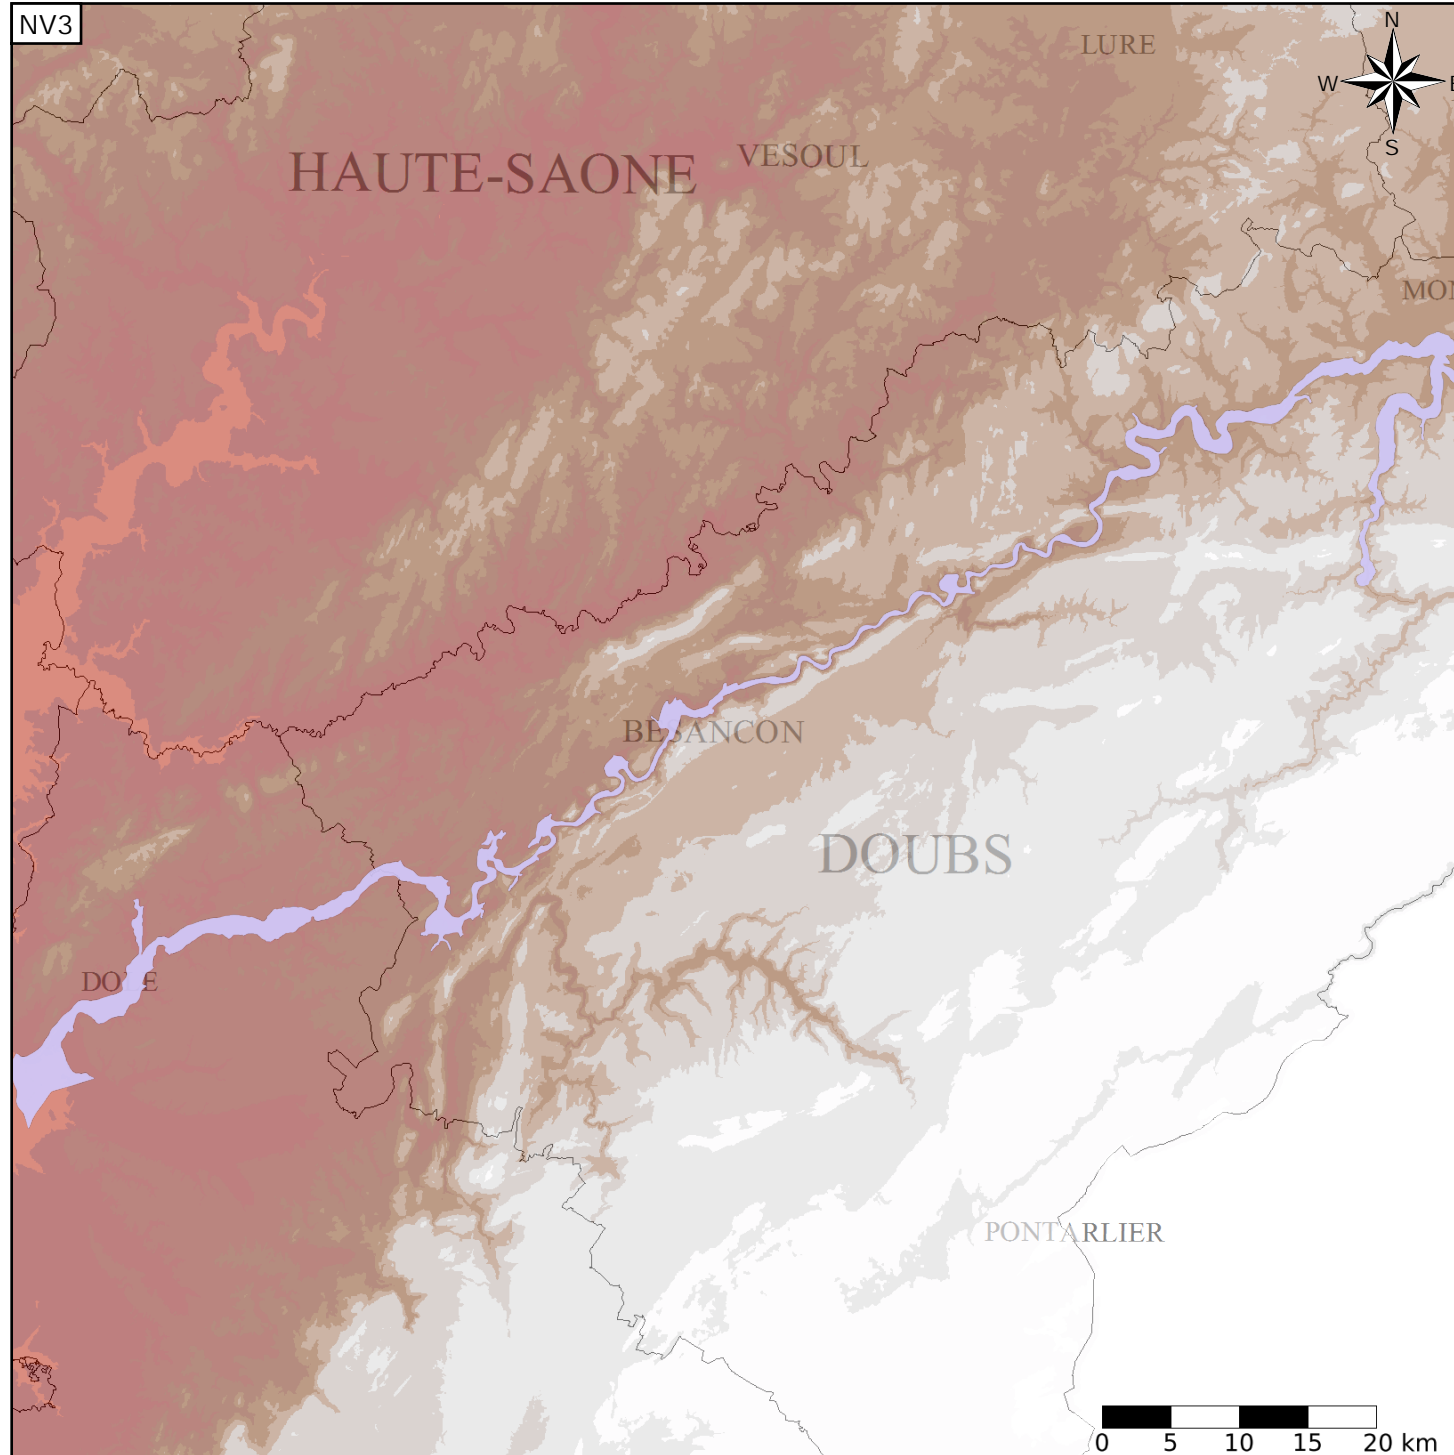 NV3
LURE
N
W
E
S
HAUTE-SAONE
VESOUL
MON
BESANCON
DOUBS
DOLE
PONTARLIER
0 5 10 15 20 km